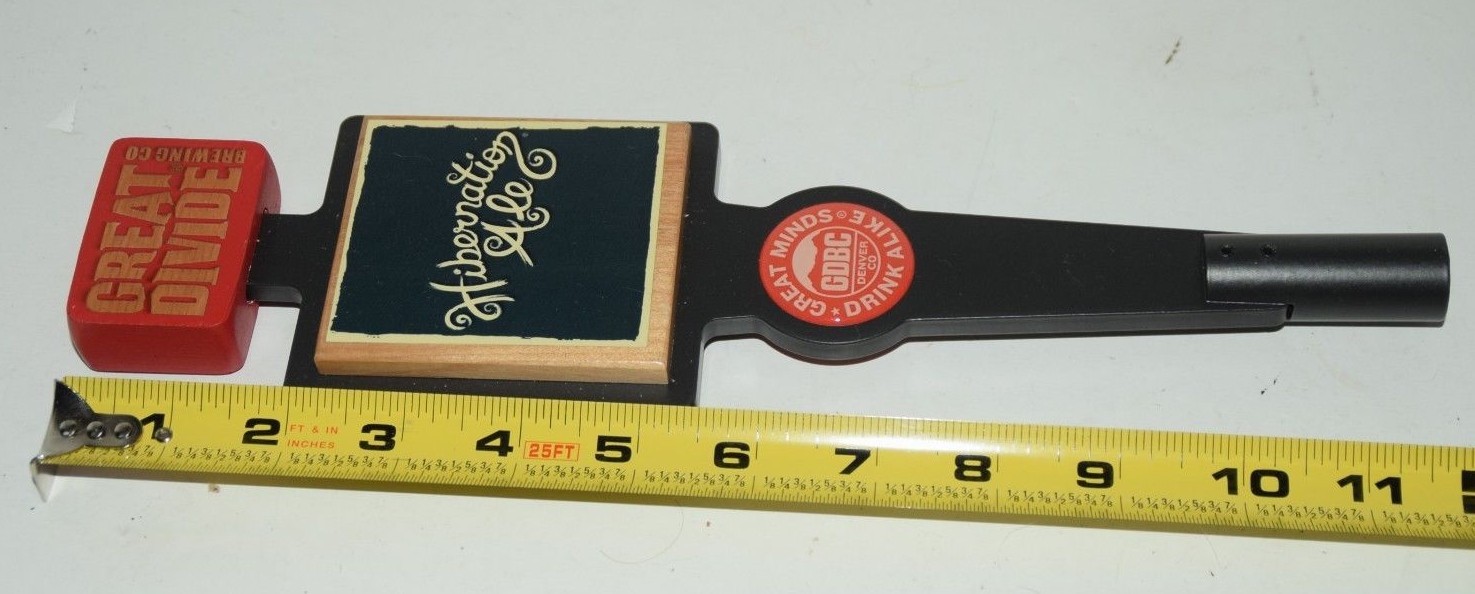 GREAT
DIVIDE
BREWING CO
Hibernation
Ale
GREAT MINDS
DRINK ALIKE
GDBC
DENVER
CO
1 2 3 4 5 6 7 8 9 10 11
FT & IN
INCHES
25FT